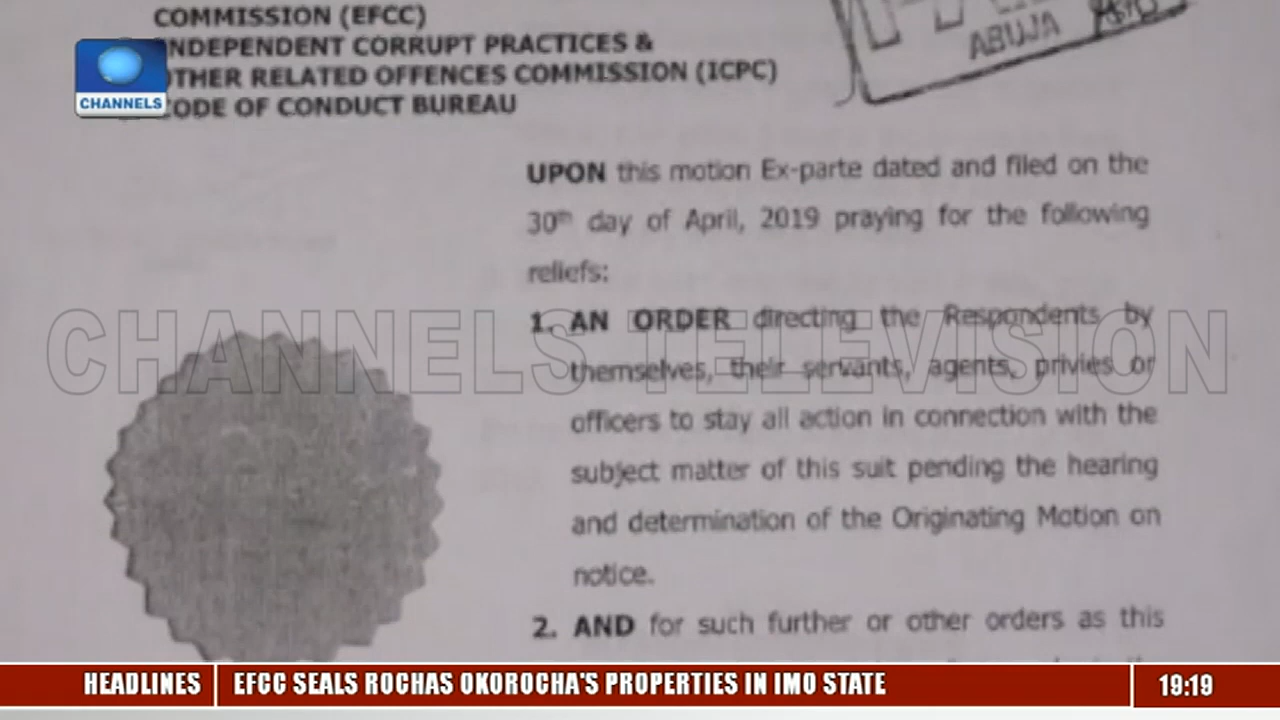 COMMISSION (EFCC)
INDEPENDENT CORRUPT PRACTICES &
OTHER RELATED OFFENCES COMMISSION (ICPC)
CODE OF CONDUCT BUREAU
ABUJA
CHANNELS
UPON this motion Ex-parte dated and filed on the
30th day of April, 2019 praying for the following
reliefs:
1. AN ORDER directing the Respondents by
themselves, their servants, agents, privies or
officers to stay all action in connection with the
subject matter of this suit pending the hearing
and determination of the Originating Motion on
notice.
2. AND for such further or other orders as this
CHANNELS TELEVISION
HEADLINES EFCC SEALS ROCHAS OKOROCHA'S PROPERTIES IN IMO STATE 19:19